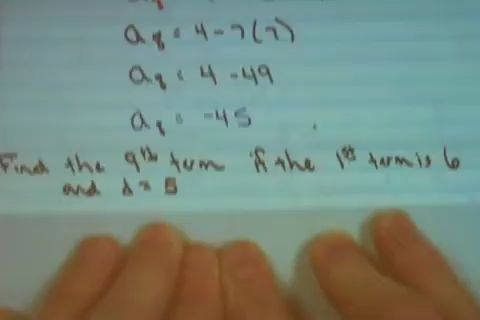 a₈ = 4 - 7(7)
a₈ = 4 - 49
a₈ = -45
Find the 9th term if the 1st term is 6
and d = 5